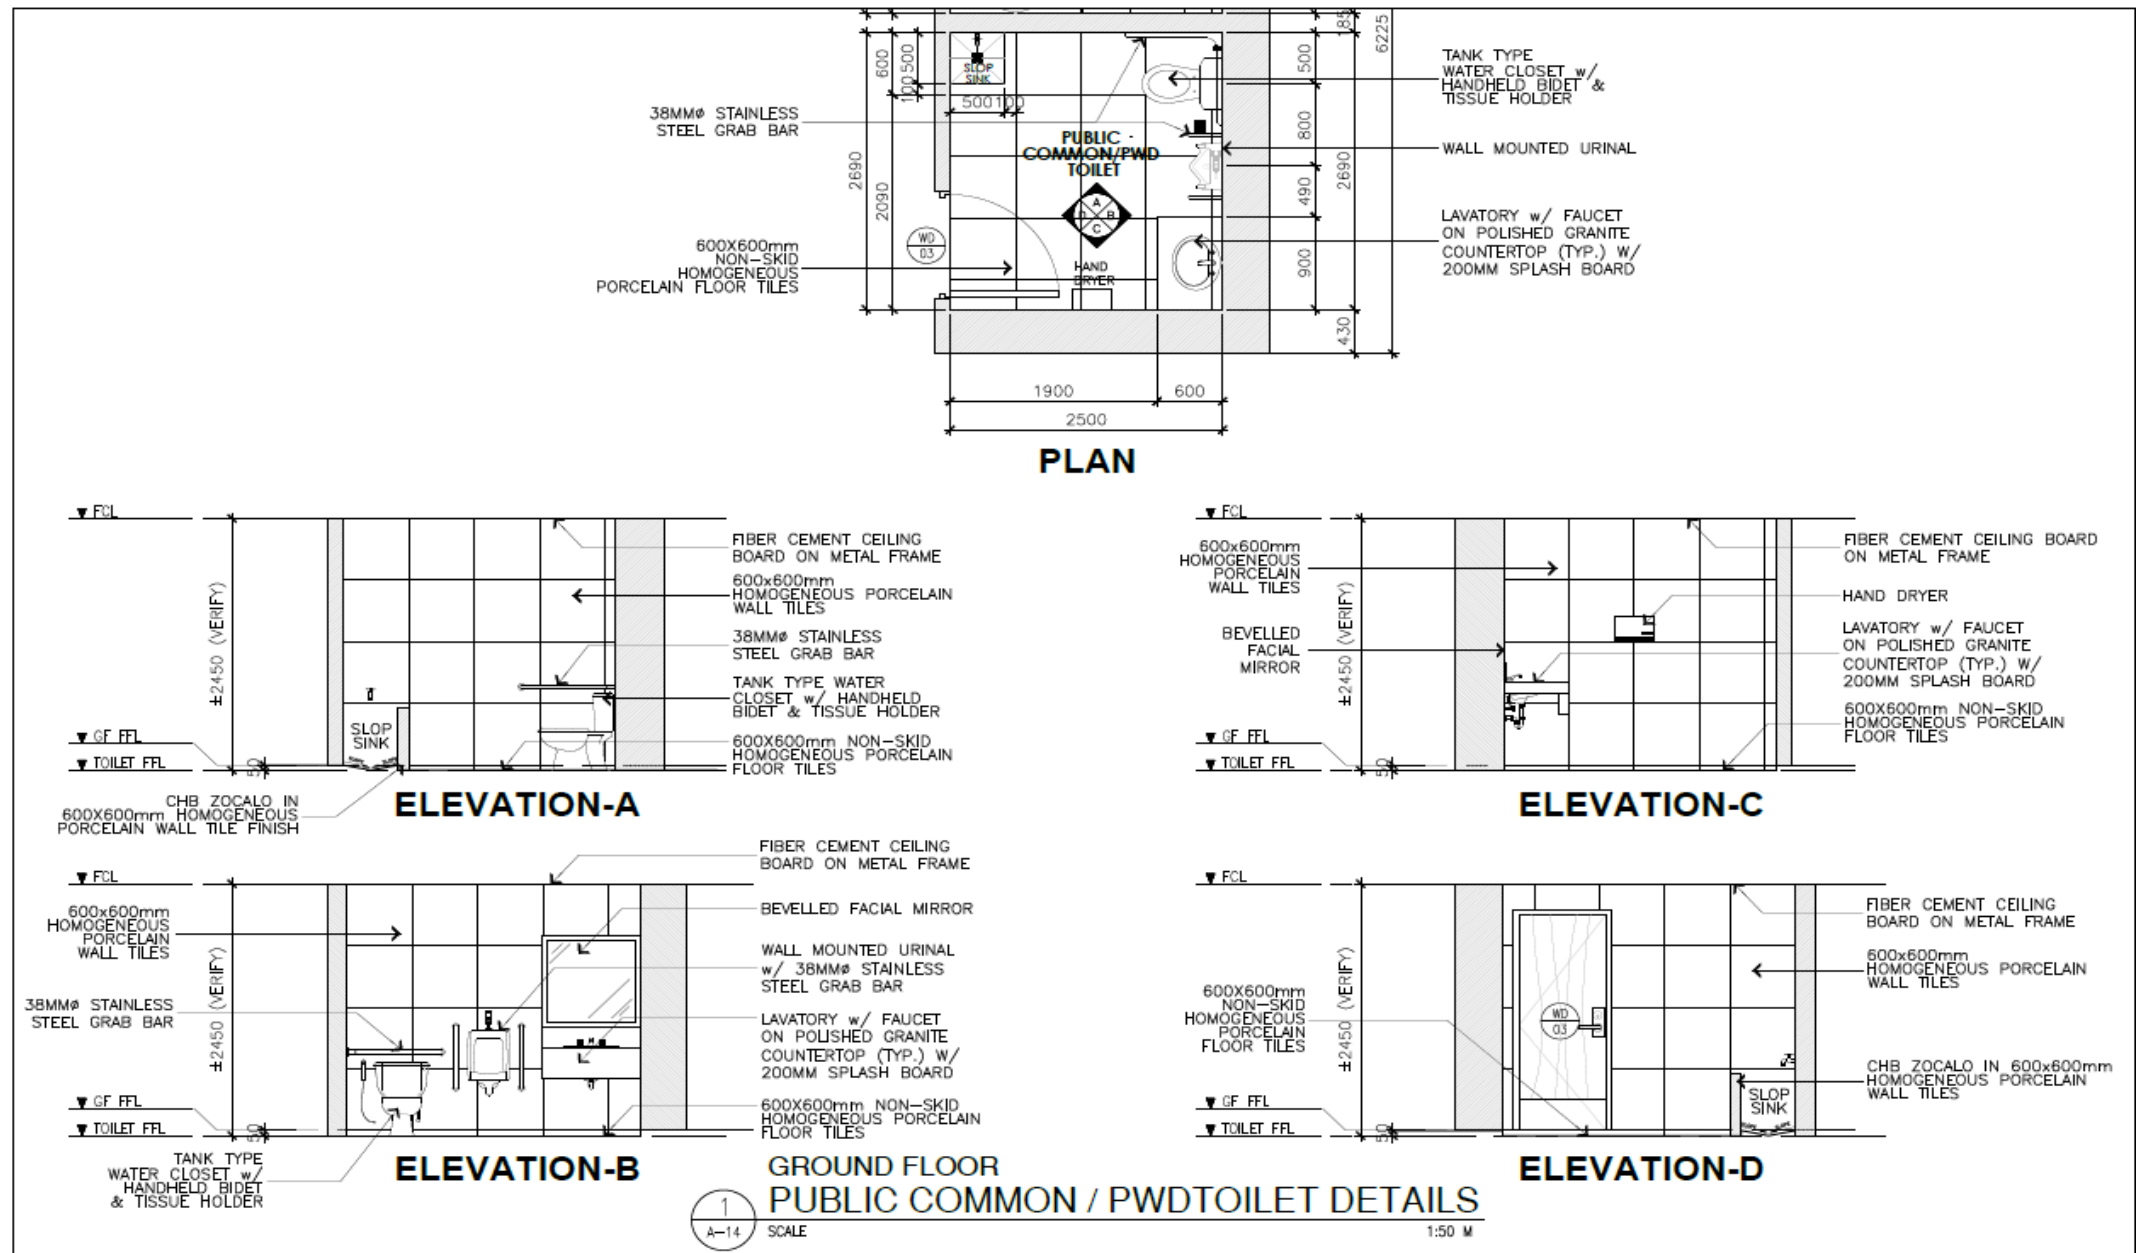 185
6225
600
500
100
SLOP
SINK
500100
500
TANK TYPE
WATER CLOSET w/
HANDHELD BIDET &
TISSUE HOLDER
38MMØ STAINLESS
STEEL GRAB BAR
PUBLIC
COMMON/PWD
TOILET
800
WALL MOUNTED URINAL
2690
2090
A
B
C
D
490
2690
LAVATORY w/ FAUCET
ON POLISHED GRANITE
COUNTERTOP (TYP.) W/
200MM SPLASH BOARD
WD
03
600X600mm
NON-SKID
HOMOGENEOUS
PORCELAIN FLOOR TILES
HAND
DRYER
900
430
1900
600
2500
PLAN
FCL
±2450 (VERIFY)
FIBER CEMENT CEILING
BOARD ON METAL FRAME
600x600mm
HOMOGENEOUS PORCELAIN
WALL TILES
38MMØ STAINLESS
STEEL GRAB BAR
TANK TYPE WATER
CLOSET w/ HANDHELD
BIDET & TISSUE HOLDER
SLOP
SINK
GF FFL
TOILET FFL
50
600X600mm NON-SKID
HOMOGENEOUS PORCELAIN
FLOOR TILES
CHB ZOCALO IN
600X600mm HOMOGENEOUS
PORCELAIN WALL TILE FINISH
ELEVATION-A
FCL
600x600mm
HOMOGENEOUS
PORCELAIN
WALL TILES
±2450 (VERIFY)
FIBER CEMENT CEILING BOARD
ON METAL FRAME
HAND DRYER
BEVELLED
FACIAL
MIRROR
LAVATORY w/ FAUCET
ON POLISHED GRANITE
COUNTERTOP (TYP.) W/
200MM SPLASH BOARD
600X600mm NON-SKID
HOMOGENEOUS PORCELAIN
FLOOR TILES
GF FFL
TOILET FFL
50
ELEVATION-C
FIBER CEMENT CEILING
BOARD ON METAL FRAME
FCL
600x600mm
HOMOGENEOUS
PORCELAIN
WALL TILES
±2450 (VERIFY)
BEVELLED FACIAL MIRROR
WALL MOUNTED URINAL
w/ 38MMØ STAINLESS
STEEL GRAB BAR
38MMØ STAINLESS
STEEL GRAB BAR
LAVATORY w/ FAUCET
ON POLISHED GRANITE
COUNTERTOP (TYP.) W/
200MM SPLASH BOARD
GF FFL
TOILET FFL
50
600X600mm NON-SKID
HOMOGENEOUS PORCELAIN
FLOOR TILES
TANK TYPE
WATER CLOSET w/
HANDHELD BIDET
& TISSUE HOLDER
ELEVATION-B
FCL
±2450 (VERIFY)
FIBER CEMENT CEILING
BOARD ON METAL FRAME
600x600mm
HOMOGENEOUS PORCELAIN
WALL TILES
600X600mm
NON-SKID
HOMOGENEOUS
PORCELAIN
FLOOR TILES
WD
03
CHB ZOCALO IN 600x600mm
HOMOGENEOUS PORCELAIN
WALL TILES
SLOP
SINK
GF FFL
TOILET FFL
50
ELEVATION-D
GROUND FLOOR
1
A-14
PUBLIC COMMON / PWDTOILET DETAILS
SCALE
1:50 M